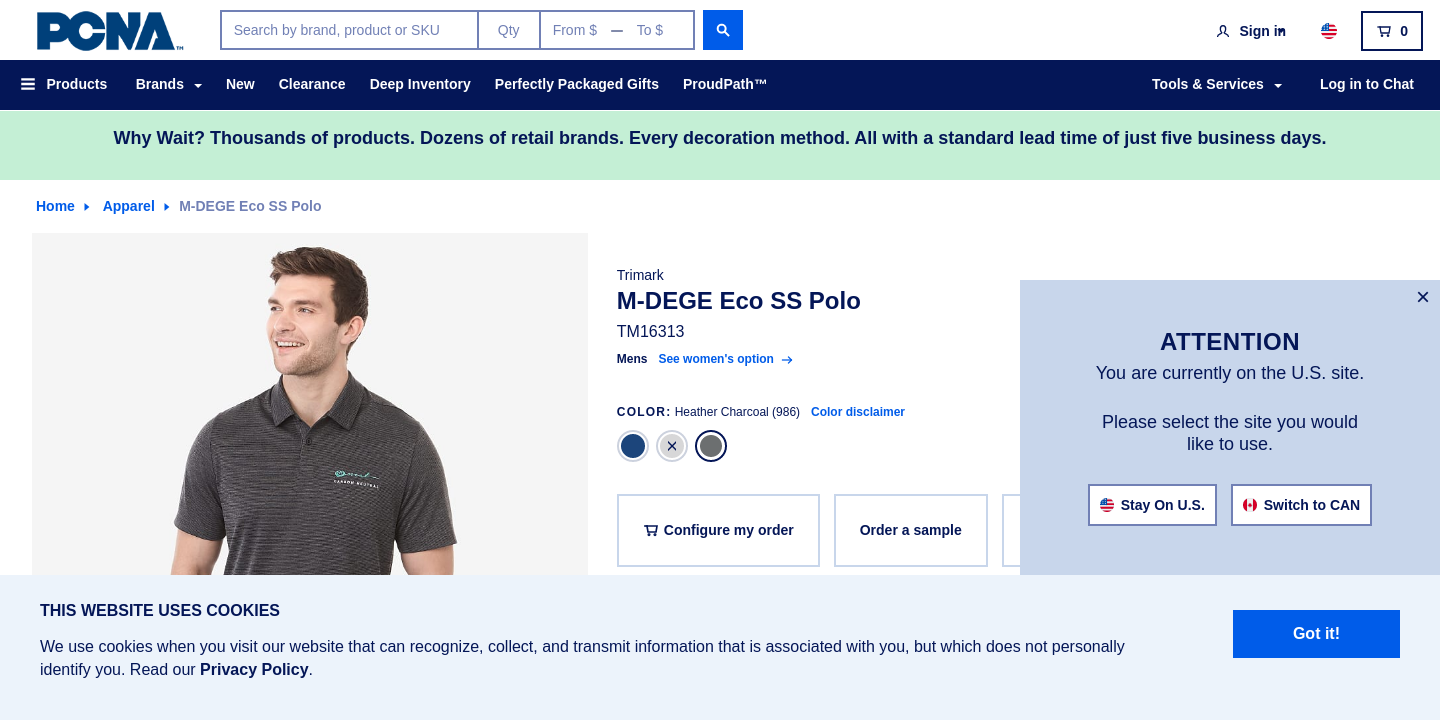 PCNA™
Search by brand, product or SKU
Qty
From $ — To $
Sign in
0
Products
Brands
New
Clearance
Deep Inventory
Perfectly Packaged Gifts
ProudPath™
Tools & Services
Log in to Chat
Why Wait? Thousands of products. Dozens of retail brands. Every decoration method. All with a standard lead time of just five business days.
Home
Apparel
M-DEGE Eco SS Polo
Trimark
M-DEGE Eco SS Polo
TM16313
Mens See women's option
COLOR: Heather Charcoal (986) Color disclaimer
Configure my order
Order a sample
CARBON NEUTRAL
ATTENTION
You are currently on the U.S. site.
Please select the site you would
like to use.
Stay On U.S.
Switch to CAN
THIS WEBSITE USES COOKIES
We use cookies when you visit our website that can recognize, collect, and transmit information that is associated with you, but which does not personally
identify you. Read our Privacy Policy.
Got it!